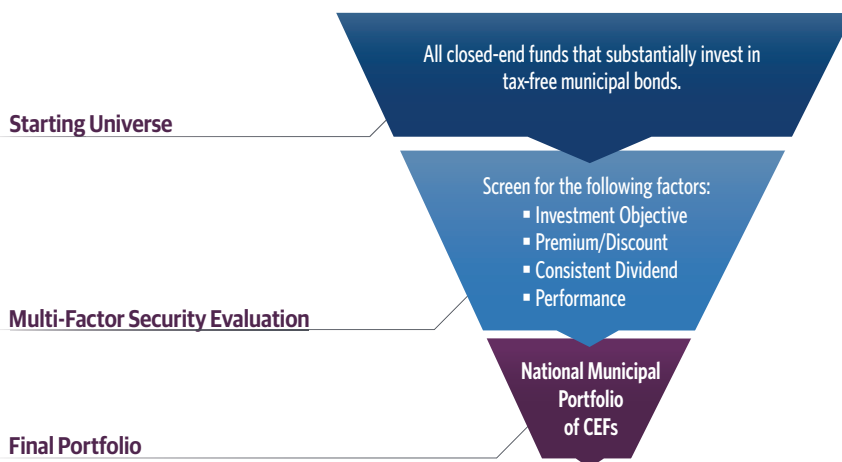 All closed-end funds that substantially invest in
tax-free municipal bonds.
Starting Universe
Screen for the following factors:
▪ Investment Objective
▪ Premium/Discount
▪ Consistent Dividend
▪ Performance
Multi-Factor Security Evaluation
National Municipal
Portfolio
of CEFs
Final Portfolio